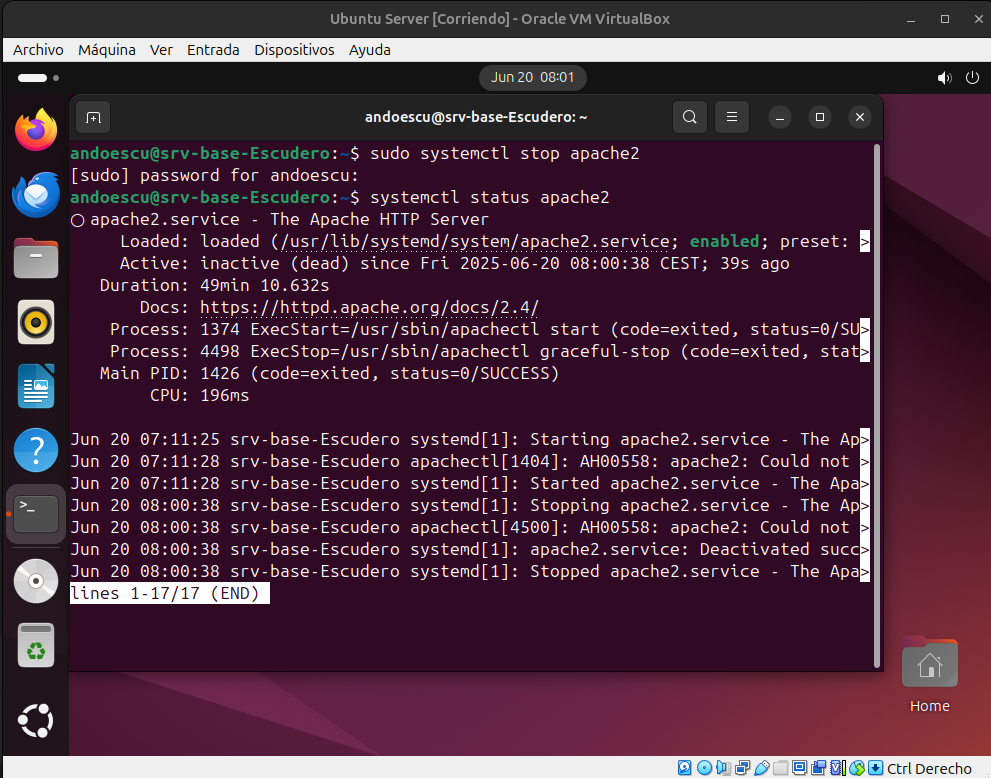 Ubuntu Server [Corriendo] - Oracle VM VirtualBox
Archivo Máquina Ver Entrada Dispositivos Ayuda
Jun 20 08:01
andoescu@srv-base-Escudero: ~
andoescu@srv-base-Escudero:~$ sudo systemctl stop apache2
[sudo] password for andoescu:
andoescu@srv-base-Escudero:~$ systemctl status apache2
○ apache2.service - The Apache HTTP Server
Loaded: loaded (/usr/lib/systemd/system/apache2.service; enabled; preset: >
Active: inactive (dead) since Fri 2025-06-20 08:00:38 CEST; 39s ago
Duration: 49min 10.632s
Docs: https://httpd.apache.org/docs/2.4/
Process: 1374 ExecStart=/usr/sbin/apachectl start (code=exited, status=0/SU>
Process: 4498 ExecStop=/usr/sbin/apachectl graceful-stop (code=exited, stat>
Main PID: 1426 (code=exited, status=0/SUCCESS)
CPU: 196ms
Jun 20 07:11:25 srv-base-Escudero systemd[1]: Starting apache2.service - The Ap>
Jun 20 07:11:28 srv-base-Escudero apachectl[1404]: AH00558: apache2: Could not >
Jun 20 07:11:28 srv-base-Escudero systemd[1]: Started apache2.service - The Apa>
Jun 20 08:00:38 srv-base-Escudero systemd[1]: Stopping apache2.service - The Ap>
Jun 20 08:00:38 srv-base-Escudero apachectl[4500]: AH00558: apache2: Could not >
Jun 20 08:00:38 srv-base-Escudero systemd[1]: apache2.service: Deactivated succ>
Jun 20 08:00:38 srv-base-Escudero systemd[1]: Stopped apache2.service - The Apa>
lines 1-17/17 (END)
Home
Ctrl Derecho